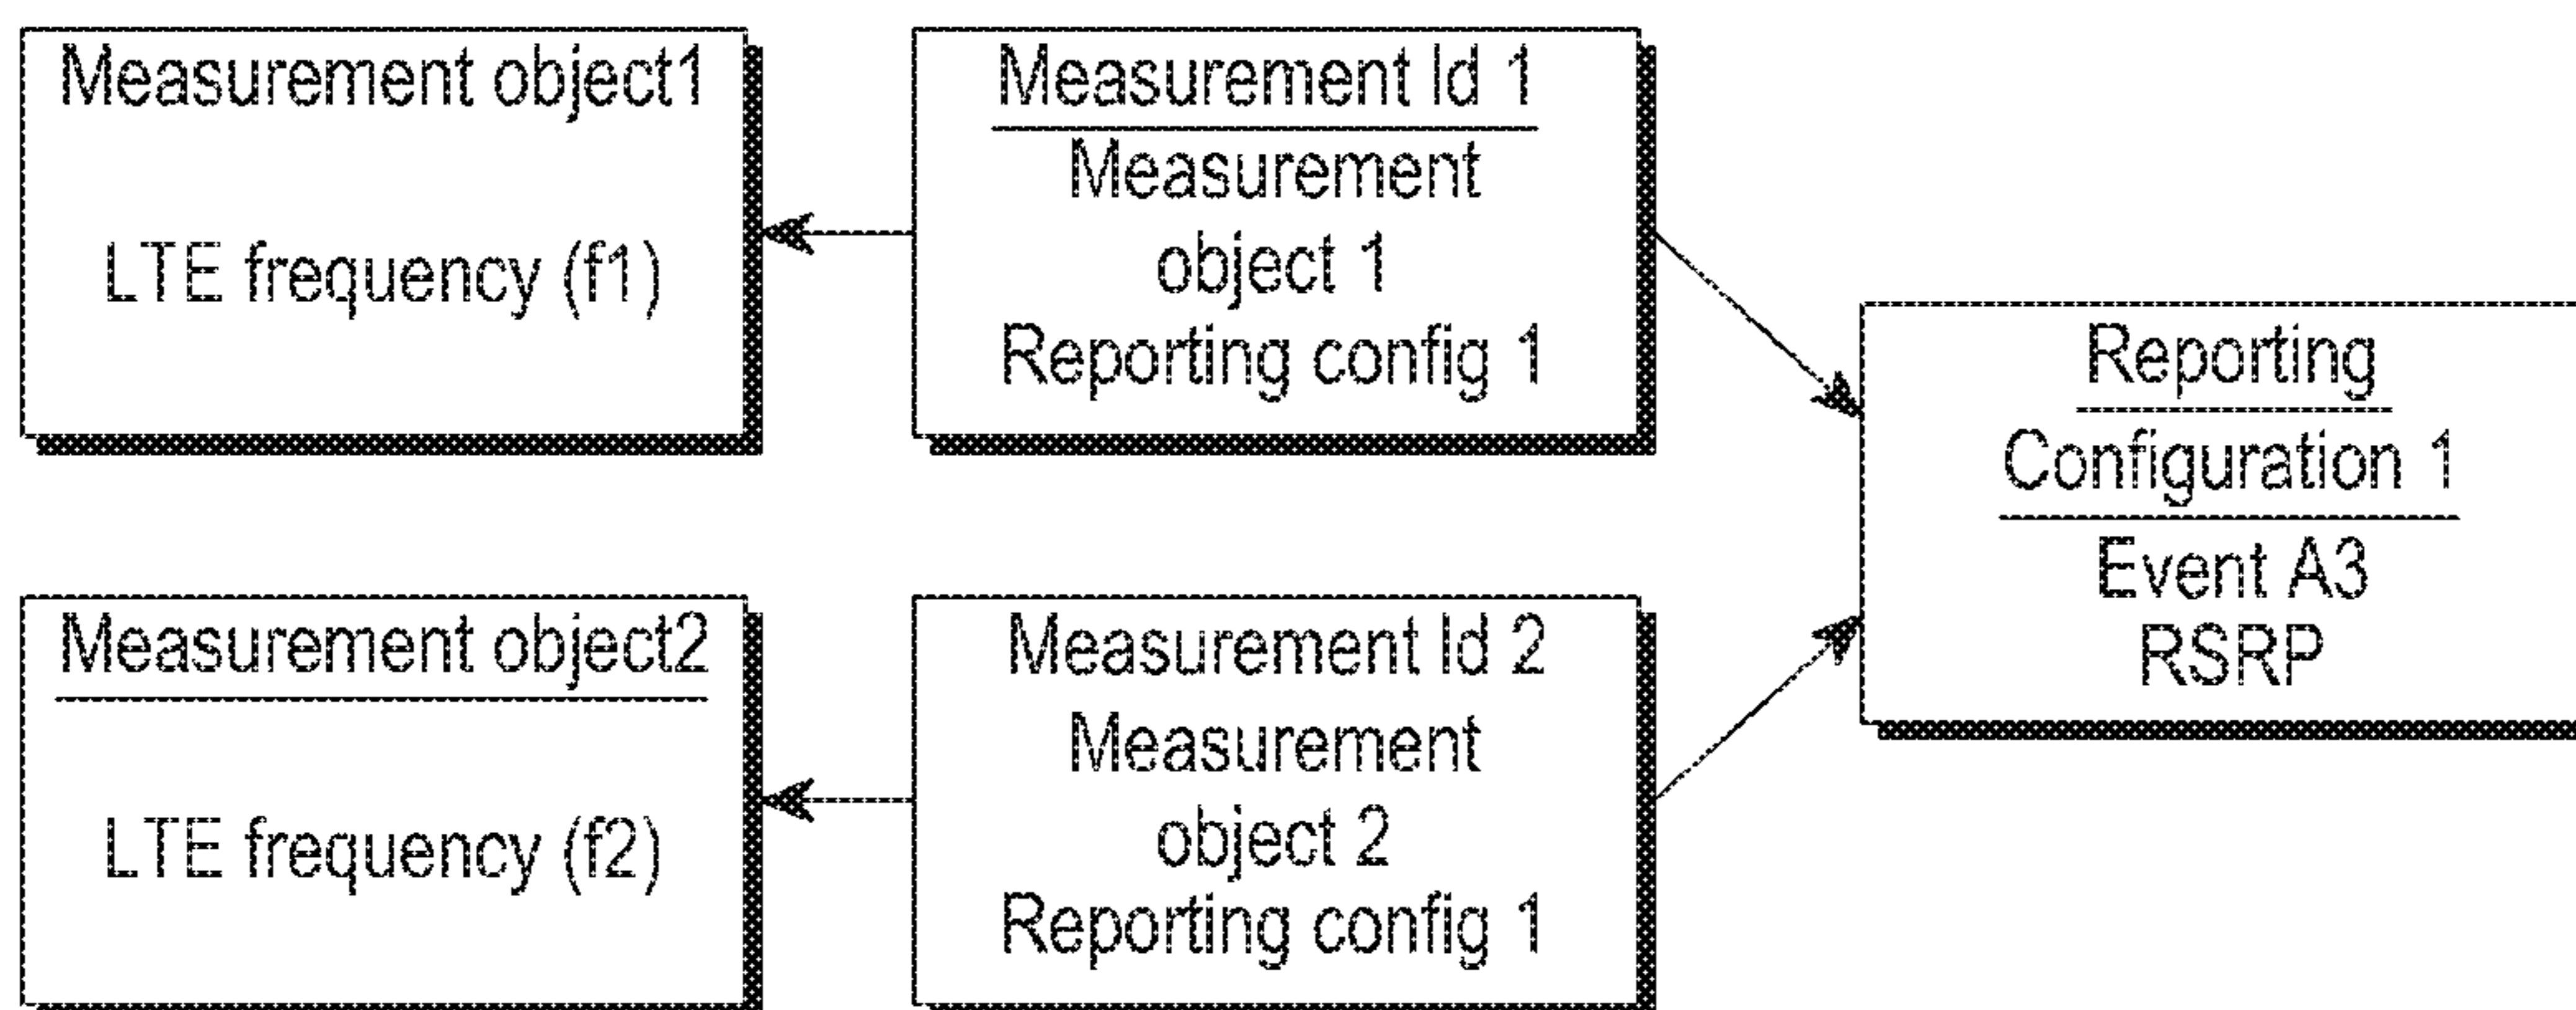 Measurement object1
LTE frequency (f1)
Measurement Id 1
Measurement
object 1
Reporting config 1
Reporting
Configuration 1
Event A3
RSRP
Measurement object2
LTE frequency (f2)
Measurement Id 2
Measurement
object 2
Reporting config 1